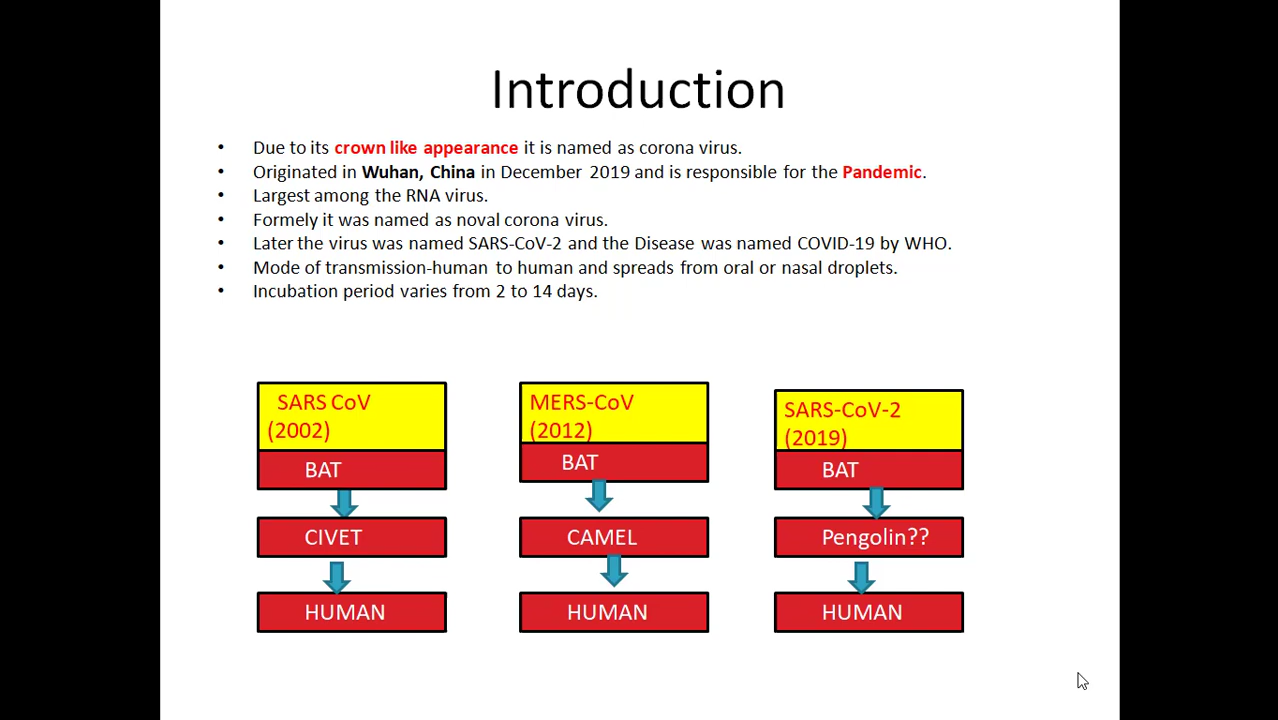 Introduction
• Due to its crown like appearance it is named as corona virus.
• Originated in Wuhan, China in December 2019 and is responsible for the Pandemic.
• Largest among the RNA virus.
• Formely it was named as noval corona virus.
• Later the virus was named SARS-CoV-2 and the Disease was named COVID-19 by WHO.
• Mode of transmission-human to human and spreads from oral or nasal droplets.
• Incubation period varies from 2 to 14 days.
SARS CoV
(2002)
BAT
CIVET
HUMAN
MERS-CoV
(2012)
BAT
CAMEL
HUMAN
SARS-CoV-2
(2019)
BAT
Pengolin??
HUMAN